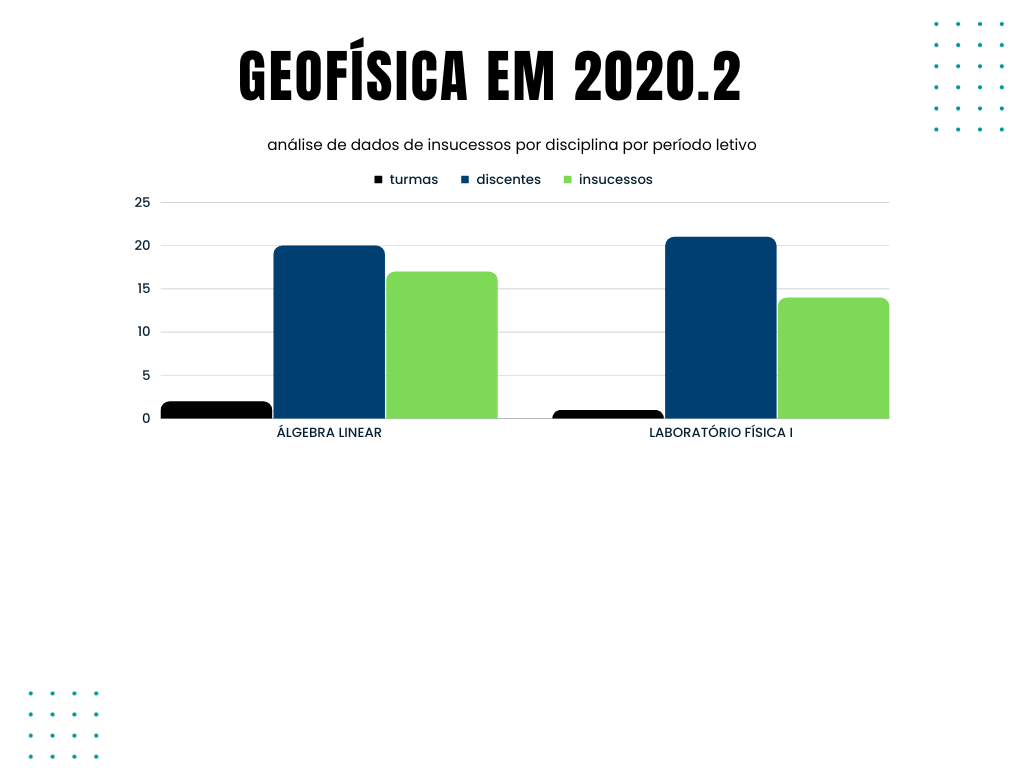 GEOFÍSICA EM 2020.2
análise de dados de insucessos por disciplina por período letivo
turmas discentes insucessos
25
20
15
10
5
0
ÁLGEBRA LINEAR LABORATÓRIO FÍSICA I